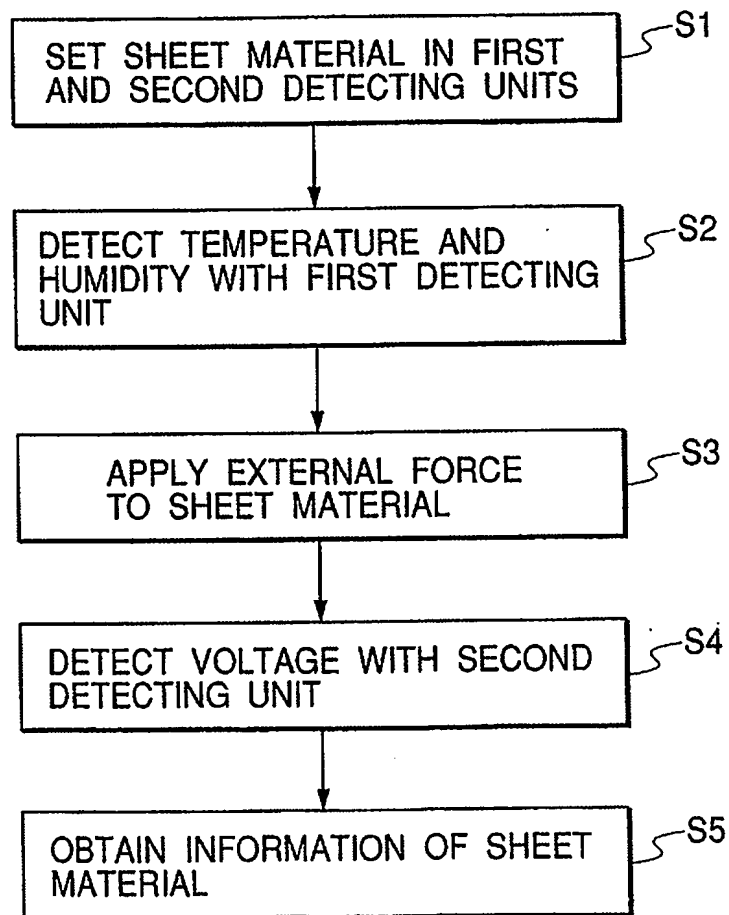 S1
SET SHEET MATERIAL IN FIRST
AND SECOND DETECTING UNITS
S2
DETECT TEMPERATURE AND
HUMIDITY WITH FIRST DETECTING
UNIT
S3
APPLY EXTERNAL FORCE
TO SHEET MATERIAL
S4
DETECT VOLTAGE WITH SECOND
DETECTING UNIT
S5
OBTAIN INFORMATION OF SHEET
MATERIAL